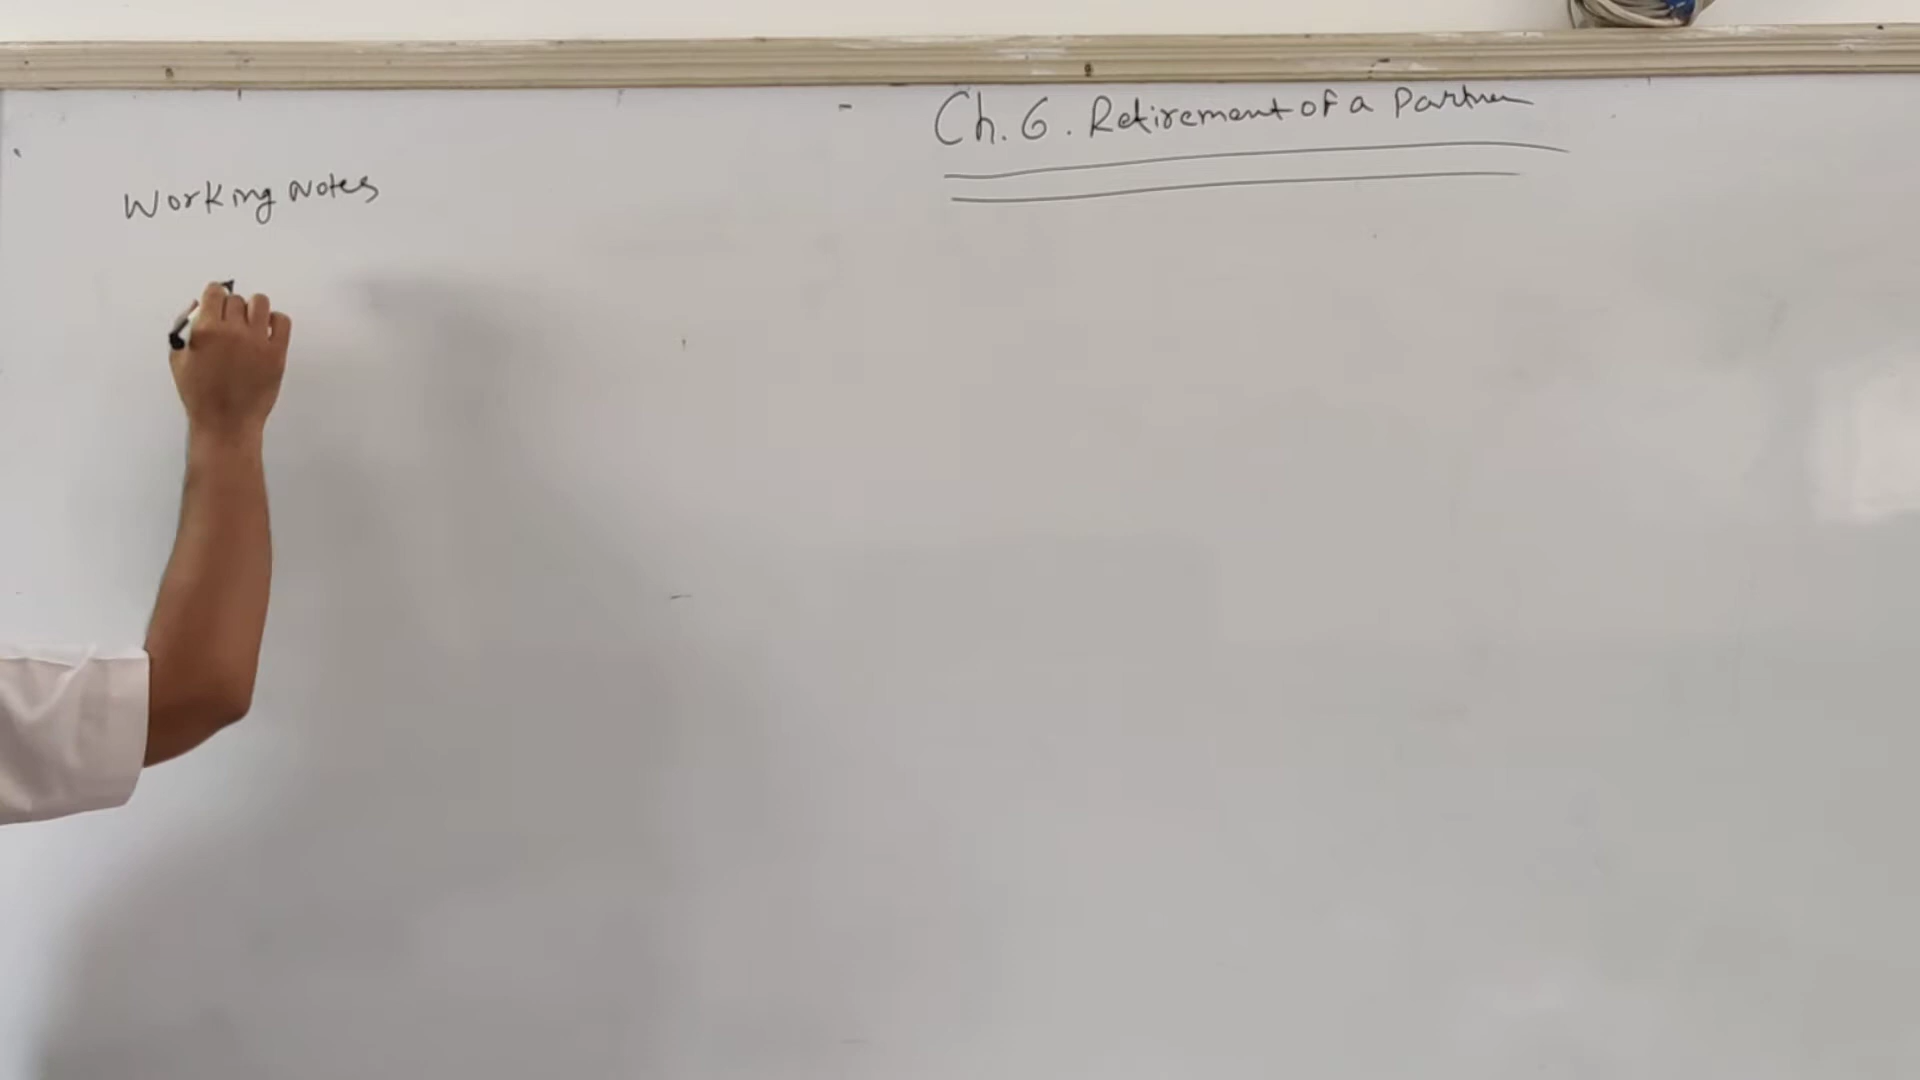 Ch. 6. Retirement of a Partner
Working Notes